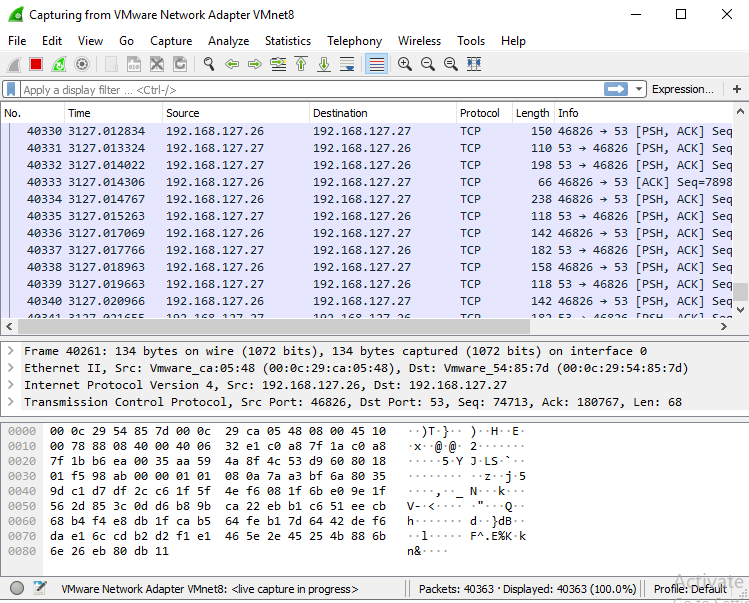 Capturing from VMware Network Adapter VMnet8
File Edit View Go Capture Analyze Statistics Telephony Wireless Tools Help
Apply a display filter ... <Ctrl-/> Expression... +
No. Time Source Destination Protocol Length Info
40330 3127.012834 192.168.127.26 192.168.127.27 TCP 150 46826 → 53 [PSH, ACK] Seq
40331 3127.013324 192.168.127.27 192.168.127.26 TCP 110 53 → 46826 [PSH, ACK] Seq
40332 3127.014022 192.168.127.26 192.168.127.27 TCP 198 53 → 46826 [PSH, ACK] Seq
40333 3127.014306 192.168.127.26 192.168.127.27 TCP 66 46826 → 53 [ACK] Seq=7898
40334 3127.014767 192.168.127.26 192.168.127.27 TCP 238 46826 → 53 [PSH, ACK] Seq
40335 3127.015263 192.168.127.27 192.168.127.26 TCP 118 53 → 46826 [PSH, ACK] Seq
40336 3127.017069 192.168.127.26 192.168.127.27 TCP 142 46826 → 53 [PSH, ACK] Seq
40337 3127.017766 192.168.127.27 192.168.127.26 TCP 182 53 → 46826 [PSH, ACK] Seq
40338 3127.018963 192.168.127.26 192.168.127.27 TCP 158 46826 → 53 [PSH, ACK] Seq
40339 3127.019663 192.168.127.27 192.168.127.26 TCP 118 53 → 46826 [PSH, ACK] Seq
40340 3127.020966 192.168.127.26 192.168.127.27 TCP 142 46826 → 53 [PSH, ACK] Seq
Frame 40261: 134 bytes on wire (1072 bits), 134 bytes captured (1072 bits) on interface 0
Ethernet II, Src: Vmware_ca:05:48 (00:0c:29:ca:05:48), Dst: Vmware_54:85:7d (00:0c:29:54:85:7d)
Internet Protocol Version 4, Src: 192.168.127.26, Dst: 192.168.127.27
Transmission Control Protocol, Src Port: 46826, Dst Port: 53, Seq: 74713, Ack: 180767, Len: 68
0000 00 0c 29 54 85 7d 00 0c 29 ca 05 48 08 00 45 10 ··)T·}·· )··H··E·
0010 00 78 88 08 40 00 40 06 32 e1 c0 a8 7f 1a c0 a8 ·x··@·@· 2·······
0020 7f 1b b6 ea 00 35 aa 59 4a 8f 4c 53 d9 60 80 18 ·····5·Y J·LS·`··
0030 01 f5 98 ab 00 00 01 01 08 0a 7a a3 bf 6a 80 35 ········ ··z··j·5
0040 9d c1 d7 df 2c c6 1f 5f 4e f6 08 1f 6b e0 9e 1f ····,··_ N···k···
0050 56 2d 85 3c 0d d6 b8 9b ca 22 eb b1 c6 51 ee cb V-·<···· ·"···Q··
0060 68 b4 f4 e8 db 1f ca b5 64 fe b1 7d 64 42 de f6 h······· d··}dB··
0070 da e1 6c cd b2 d2 f1 e1 46 5e 2e 45 25 4b 88 6b ··l····· F^.E%K·k
0080 6e 26 eb 80 db 11 n&····
VMware Network Adapter VMnet8: <live capture in progress> Packets: 40363 · Displayed: 40363 (100.0%) Profile: Default
Activate